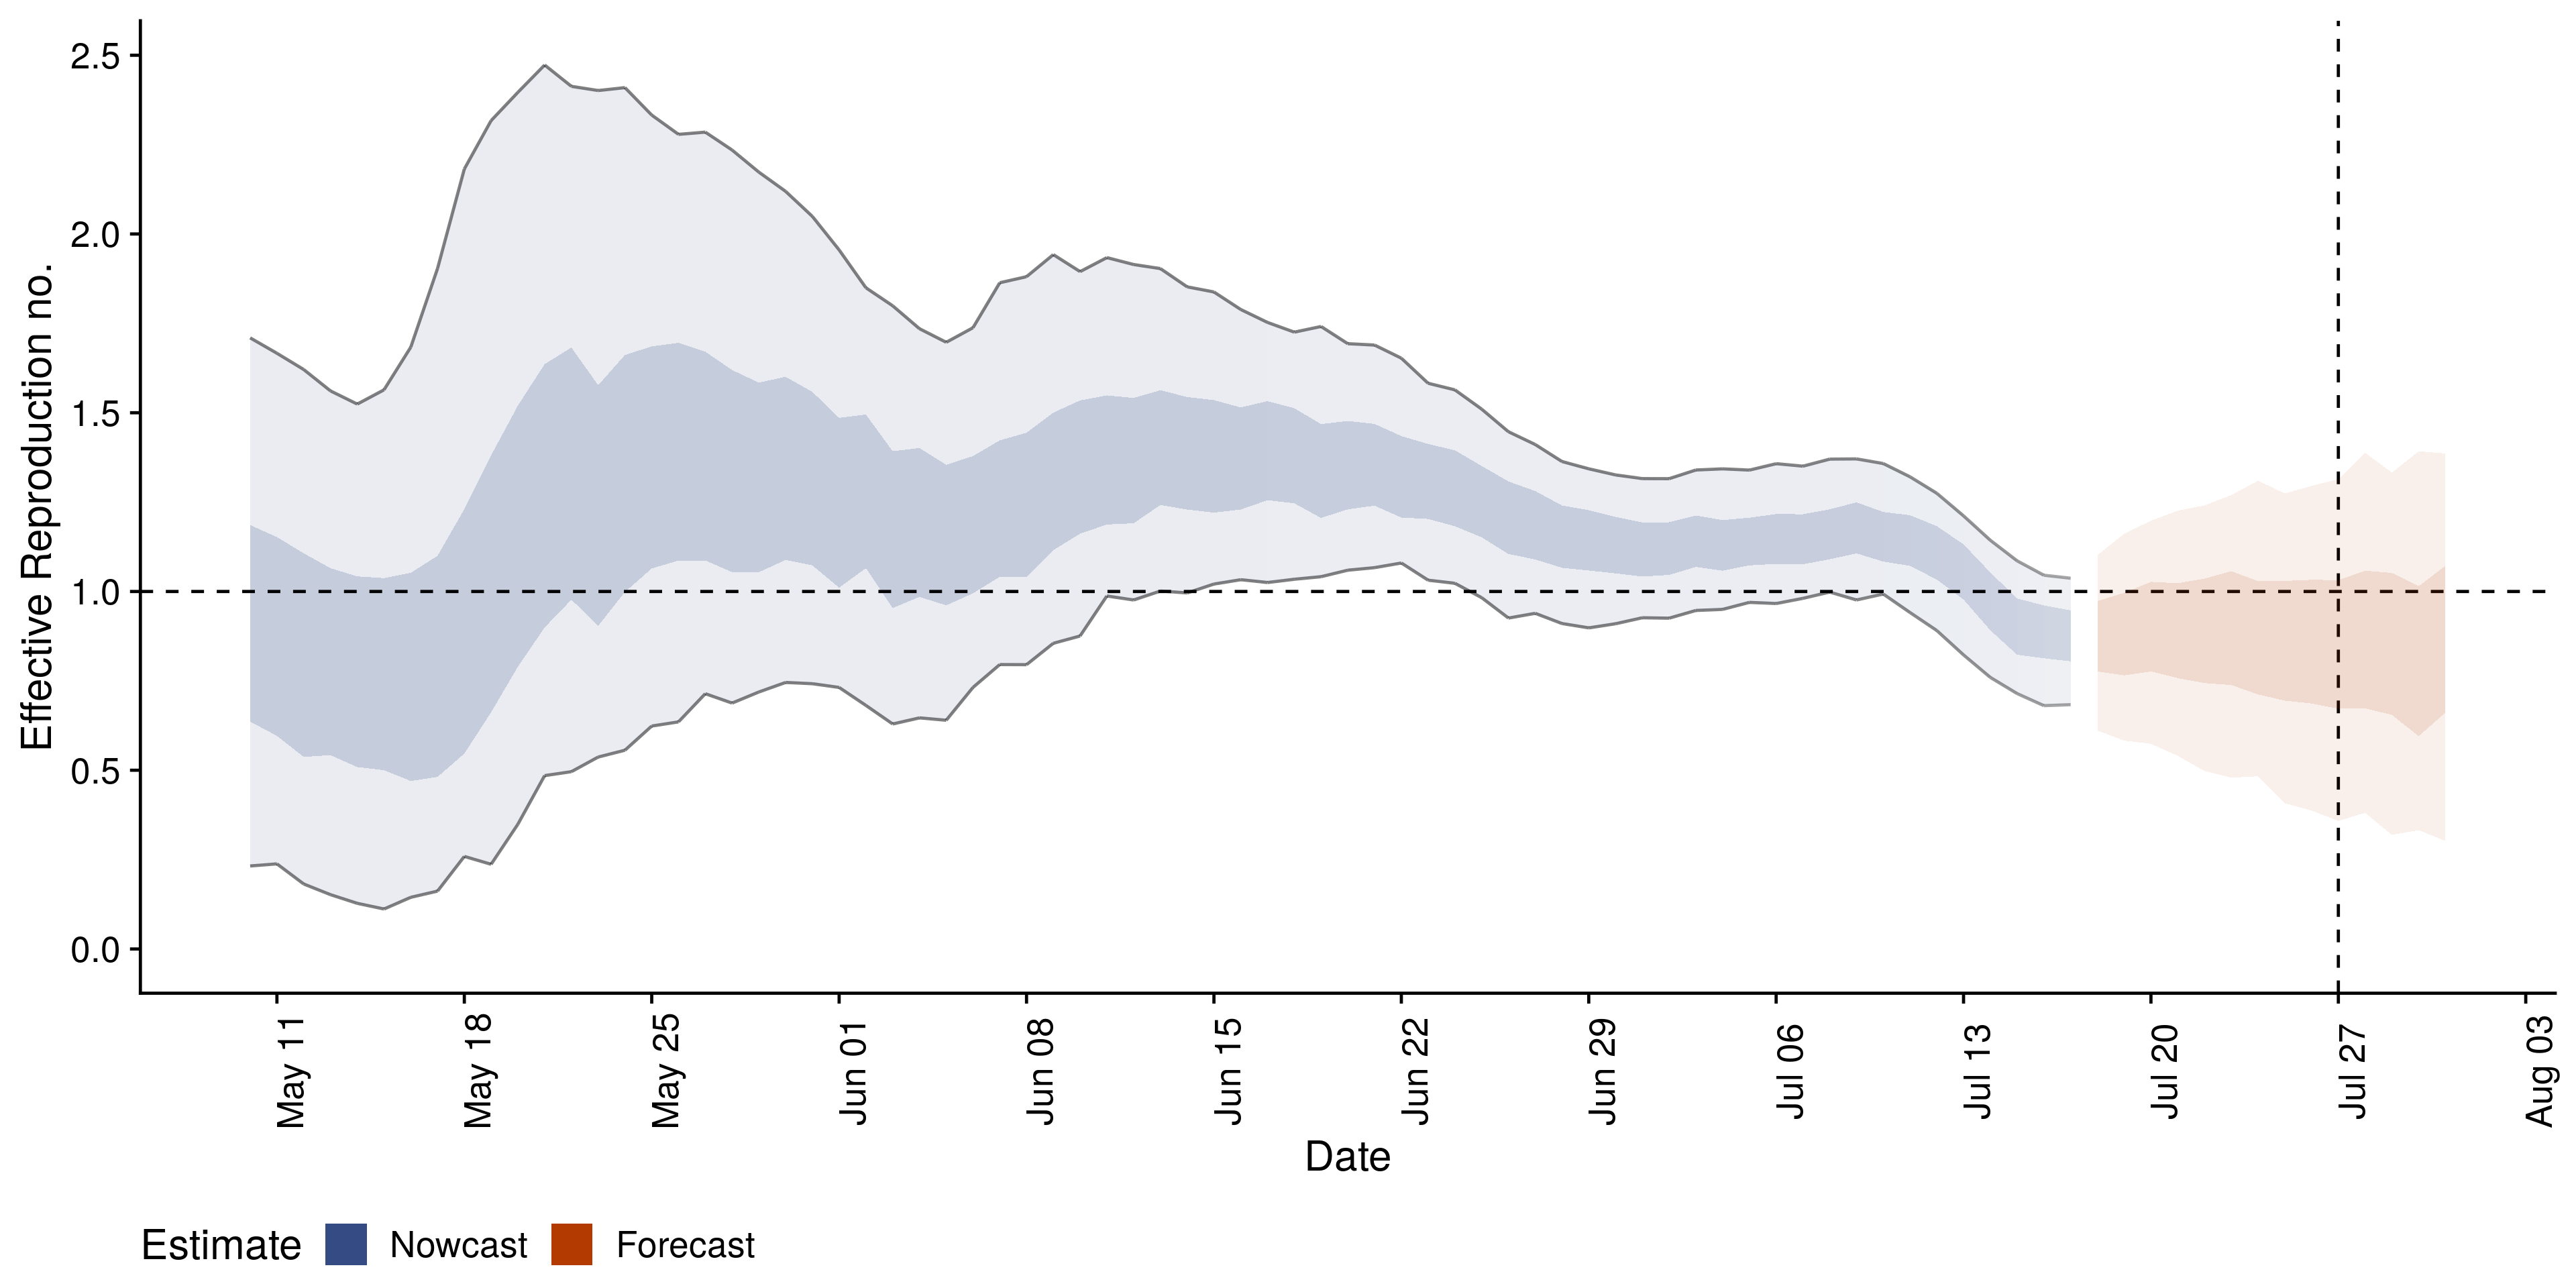 Effective Reproduction no.
2.5
2.0
1.5
1.0
0.5
0.0
May 11
May 18
May 25
Jun 01
Jun 08
Jun 15
Jun 22
Jun 29
Jul 06
Jul 13
Jul 20
Jul 27
Aug 03
Date
Estimate Nowcast Forecast